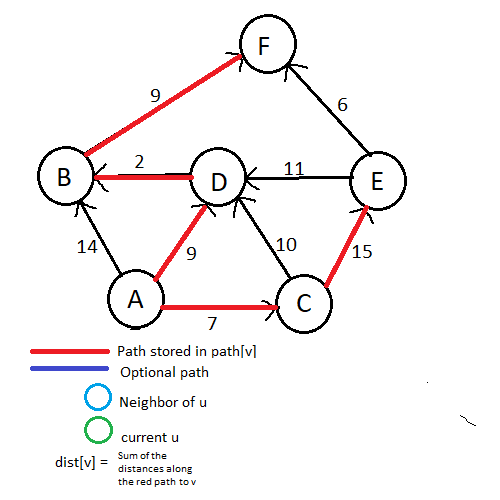 F
9
6
B
2
D
11
E
14
9
10
15
A
C
7
Path stored in path[v]
Optional path
Neighbor of u
current u
dist[v] = Sum of the
distances along
the red path to v